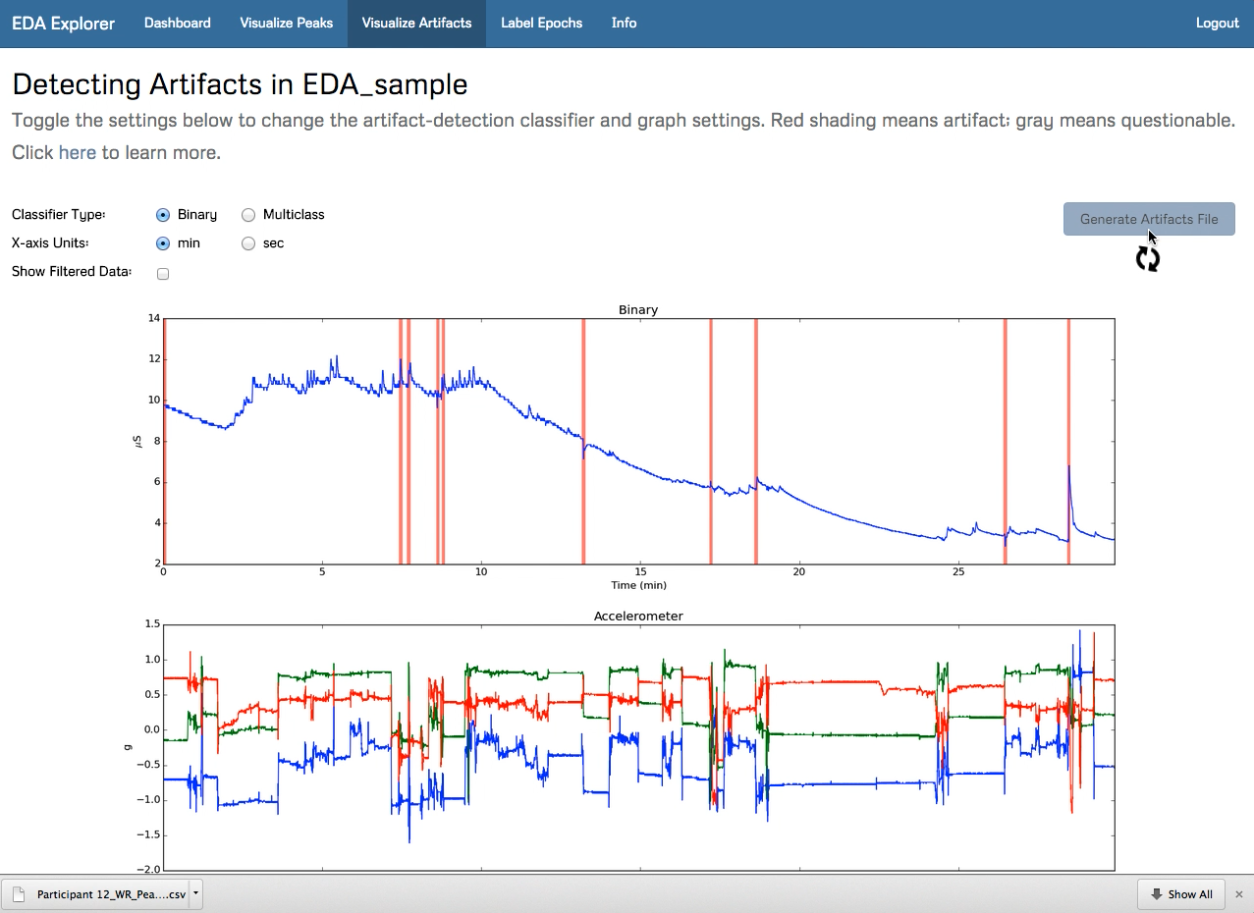 EDA Explorer Dashboard Visualize Peaks Visualize Artifacts Label Epochs Info Logout
Detecting Artifacts in EDA_sample
Toggle the settings below to change the artifact-detection classifier and graph settings. Red shading means artifact; gray means questionable.
Click here to learn more.
Classifier Type: Binary Multiclass
Generate Artifacts File
X-axis Units: min sec
Show Filtered Data:
Binary
14
12
10
8
6
4
2
μS
0 5 10 15 20 25
Time (min)
Accelerometer
1.5
1.0
0.5
0.0
−0.5
−1.0
−1.5
−2.0
g
Participant 12_WR_Pea....csv Show All